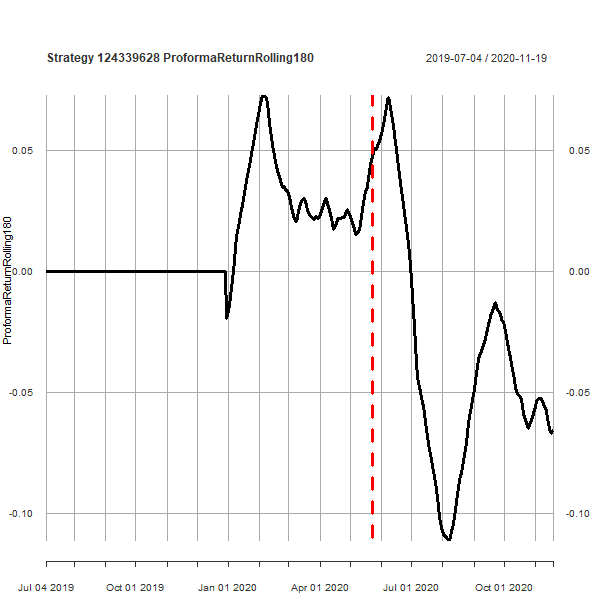 Strategy 124339628 ProformaReturnRolling180
2019-07-04 / 2020-11-19
ProformaReturnRolling180
0.05
0.00
-0.05
-0.10
0.05
0.00
-0.05
-0.10
Jul 04 2019
Oct 01 2019
Jan 01 2020
Apr 01 2020
Jul 01 2020
Oct 01 2020